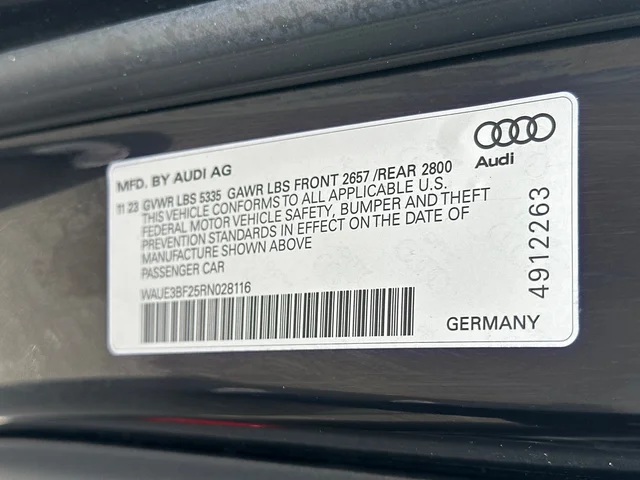 Audi
MFD. BY AUDI AG
11 23 GVWR LBS 5335 GAWR LBS FRONT 2657 /REAR 2800
THIS VEHICLE CONFORMS TO ALL APPLICABLE U.S.
FEDERAL MOTOR VEHICLE SAFETY, BUMPER AND THEFT
PREVENTION STANDARDS IN EFFECT ON THE DATE OF
MANUFACTURE SHOWN ABOVE
PASSENGER CAR
WAUE3BF25RN028116
4912263
GERMANY